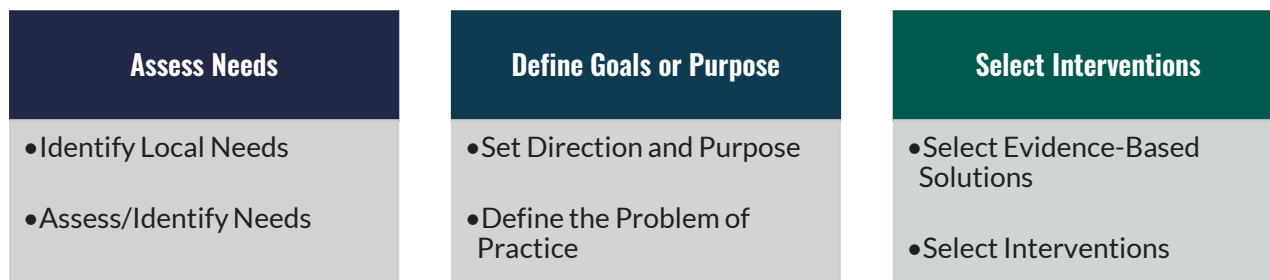 Assess Needs
•Identify Local Needs
•Assess/Identify Needs
Define Goals or Purpose
•Set Direction and Purpose
•Define the Problem of
Practice
Select Interventions
•Select Evidence-Based
Solutions
•Select Interventions